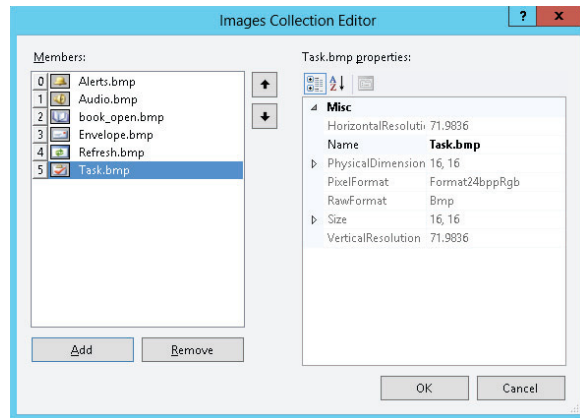 Images Collection Editor
? x
Members:
0 Alerts.bmp
1 Audio.bmp
2 book_open.bmp
3 Envelope.bmp
4 Refresh.bmp
5 Task.bmp
Add Remove
Task.bmp properties:
Misc
HorizontalResoluti 71.9836
Name Task.bmp
PhysicalDimension 16, 16
PixelFormat Format24bppRgb
RawFormat Bmp
Size 16, 16
VerticalResolution 71.9836
OK Cancel